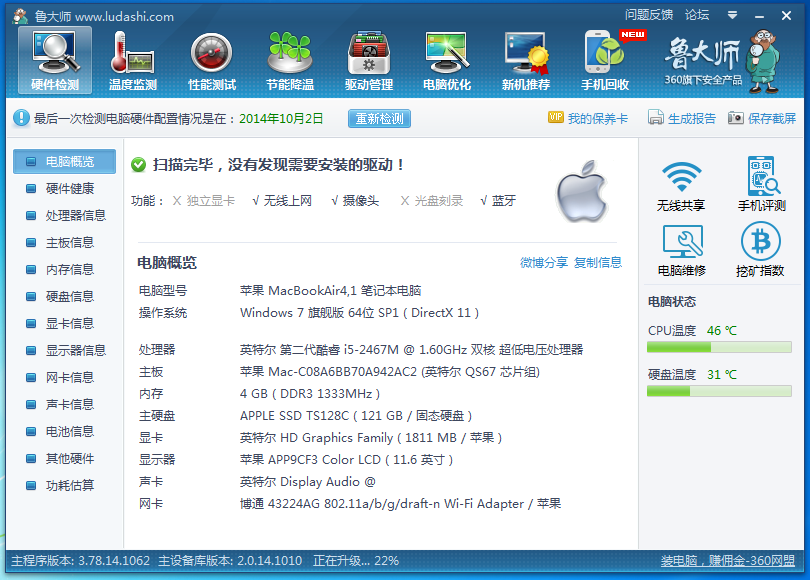 鲁大师 www.ludashi.com 问题反馈 论坛
硬件检测 温度监测 性能测试 节能降温 驱动管理 电脑优化 新机推荐 手机回收 NEW 鲁大师 360旗下安全产品
最后一次检测电脑硬件配置情况是在： 2014年10月2日 重新检测 VIP 我的保养卡 生成报告 保存截屏
电脑概览
硬件健康
处理器信息
主板信息
内存信息
硬盘信息
显卡信息
显示器信息
网卡信息
声卡信息
电池信息
其他硬件
功耗估算
扫描完毕，没有发现需要安装的驱动！
功能： X 独立显卡 √ 无线上网 √ 摄像头 X 光盘刻录 √ 蓝牙
电脑概览 微博分享 复制信息
电脑型号 苹果 MacBookAir4,1 笔记本电脑
操作系统 Windows 7 旗舰版 64位 SP1 ( DirectX 11 )
处理器 英特尔 第二代酷睿 i5-2467M @ 1.60GHz 双核 超低电压处理器
主板 苹果 Mac-C08A6BB70A942AC2 (英特尔 QS67 芯片组)
内存 4 GB ( DDR3 1333MHz )
主硬盘 APPLE SSD TS128C ( 121 GB / 固态硬盘 )
显卡 英特尔 HD Graphics Family ( 1811 MB / 苹果 )
显示器 苹果 APP9CF3 Color LCD ( 11.6 英寸 )
声卡 英特尔 Display Audio @
网卡 博通 43224AG 802.11a/b/g/draft-n Wi-Fi Adapter / 苹果
无线共享 手机评测
电脑维修 挖矿指数
电脑状态
CPU温度 46 ℃
硬盘温度 31 ℃
主程序版本: 3.78.14.1062 主设备库版本: 2.0.14.1010 正在升级... 22% 装电脑，赚佣金-360网盟